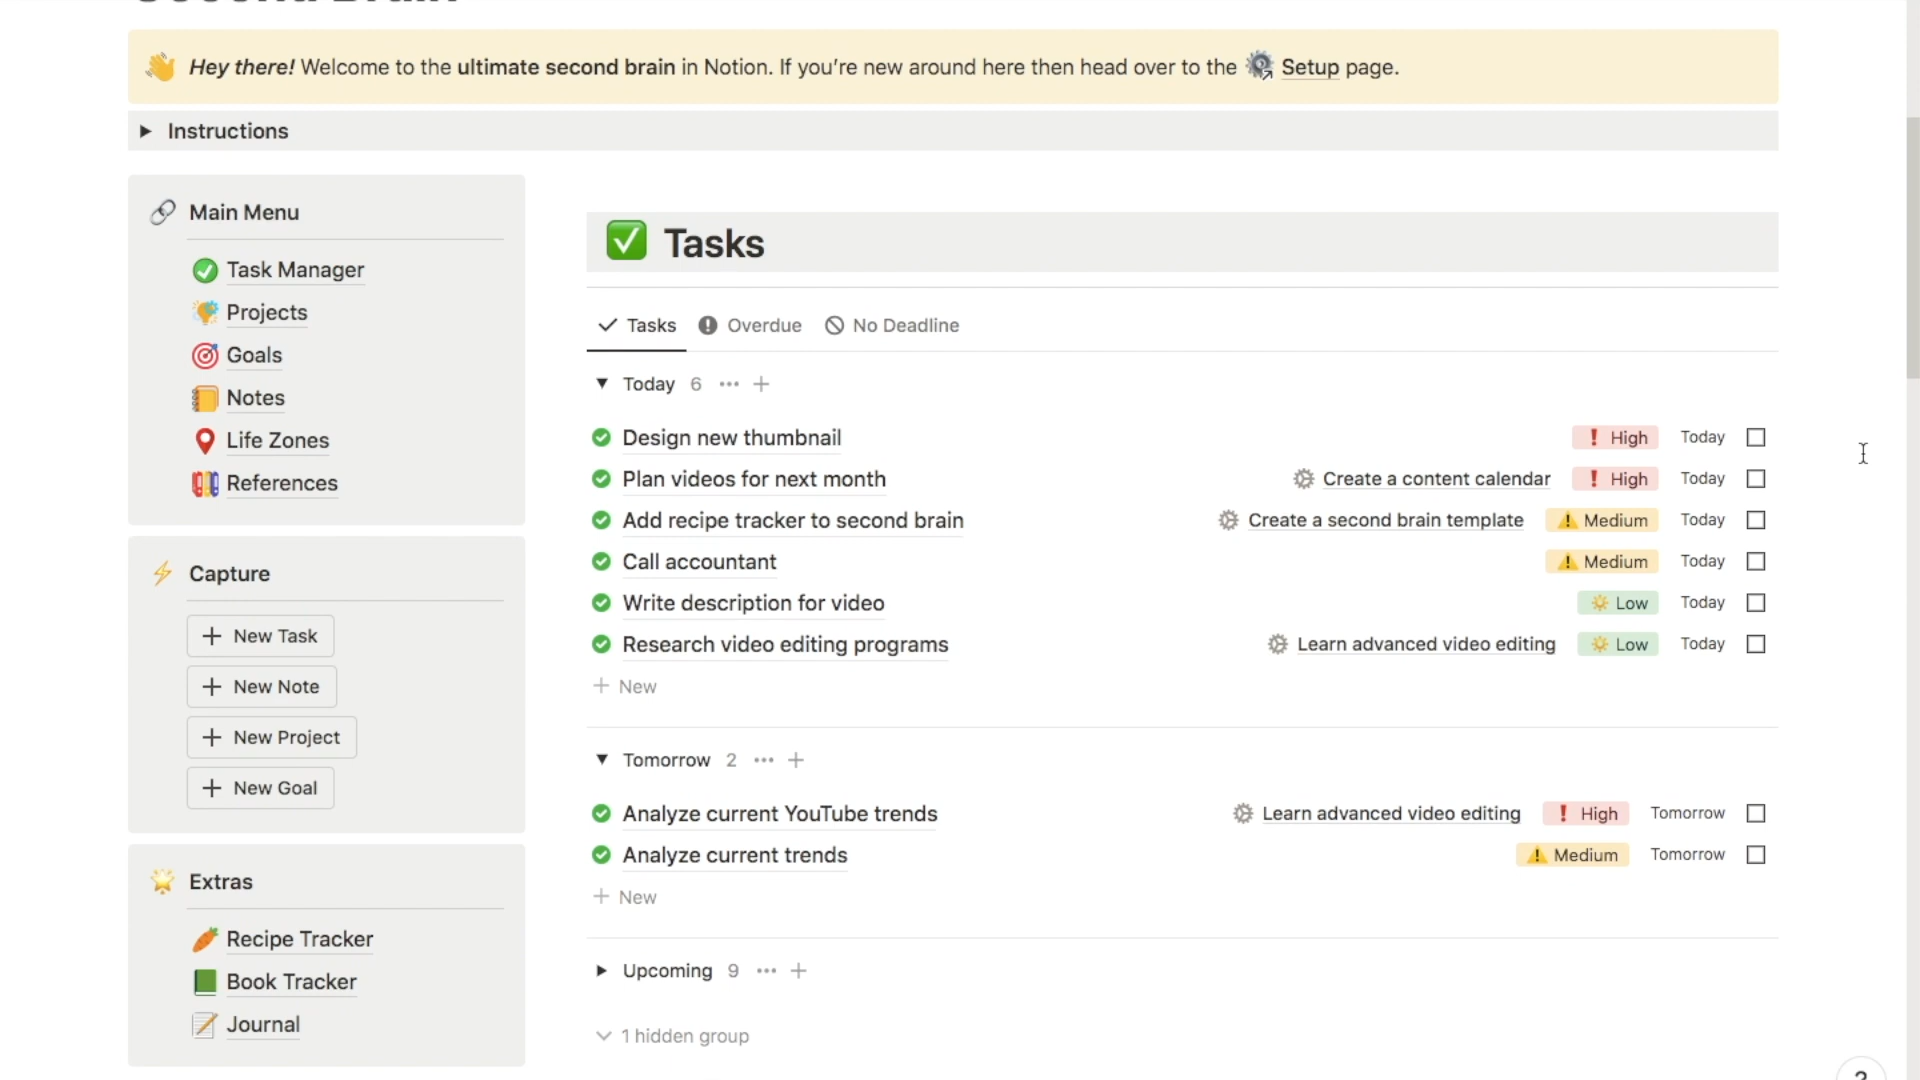 Second Brain
Hey there! Welcome to the ultimate second brain in Notion. If you're new around here then head over to the Setup page.
Instructions
Main Menu
Task Manager
Projects
Goals
Notes
Life Zones
References
Capture
+ New Task
+ New Note
+ New Project
+ New Goal
Extras
Recipe Tracker
Book Tracker
Journal
Tasks
Tasks Overdue No Deadline
Today 6 ••• +
Design new thumbnail High Today
Plan videos for next month Create a content calendar High Today
Add recipe tracker to second brain Create a second brain template Medium Today
Call accountant Medium Today
Write description for video Low Today
Research video editing programs Learn advanced video editing Low Today
+ New
Tomorrow 2 ••• +
Analyze current YouTube trends Learn advanced video editing High Tomorrow
Analyze current trends Medium Tomorrow
+ New
Upcoming 9 ••• +
1 hidden group
?